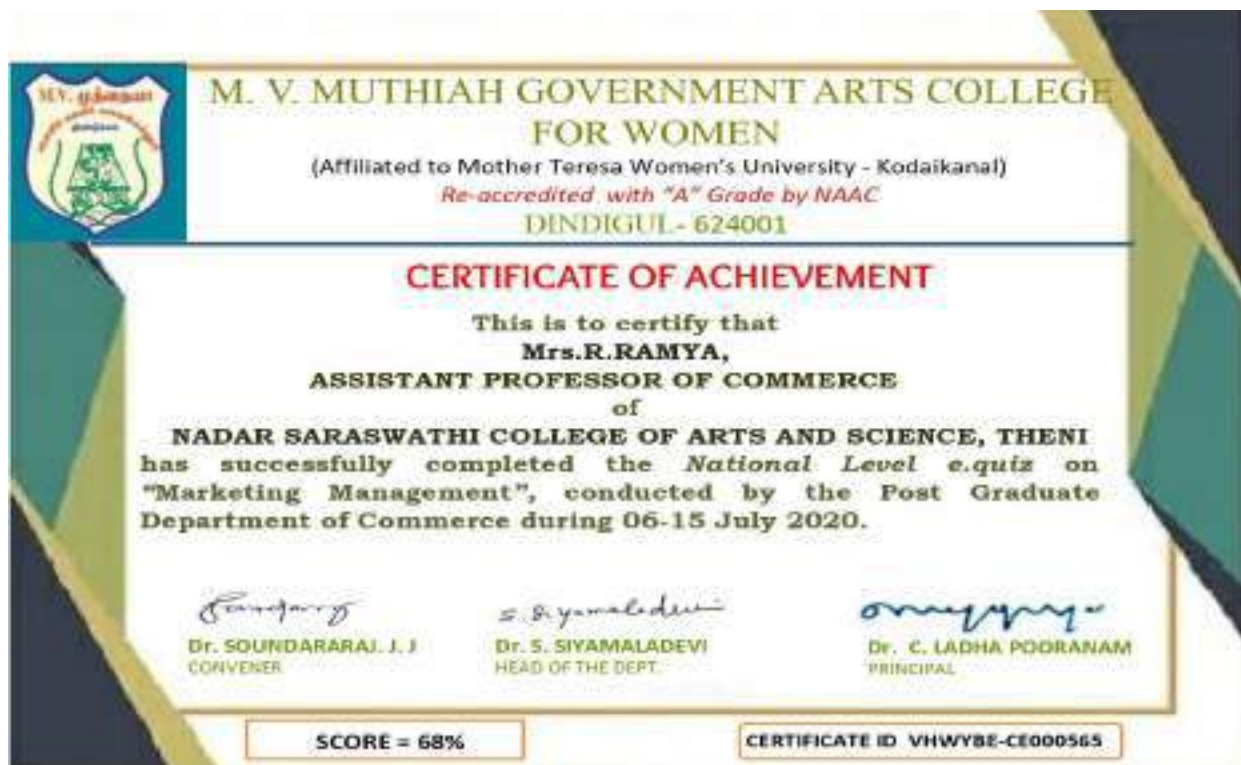 M.V. முத்தையா
திண்டுக்கல்
M. V. MUTHIAH GOVERNMENT ARTS COLLEGE
FOR WOMEN
(Affiliated to Mother Teresa Women's University - Kodaikanal)
Re-accredited with "A" Grade by NAAC
DINDIGUL- 624001
CERTIFICATE OF ACHIEVEMENT
This is to certify that
Mrs.R.RAMYA,
ASSISTANT PROFESSOR OF COMMERCE
of
NADAR SARASWATHI COLLEGE OF ARTS AND SCIENCE, THENI
has successfully completed the National Level e.quiz on
"Marketing Management", conducted by the Post Graduate
Department of Commerce during 06-15 July 2020.
S. Siyamaladevi
Dr. SOUNDARARAJ. J. J Dr. S. SIYAMALADEVI Dr. C. LADHA POORANAM
CONVENER HEAD OF THE DEPT. PRINCIPAL
SCORE = 68% CERTIFICATE ID VHWYBE-CE000565